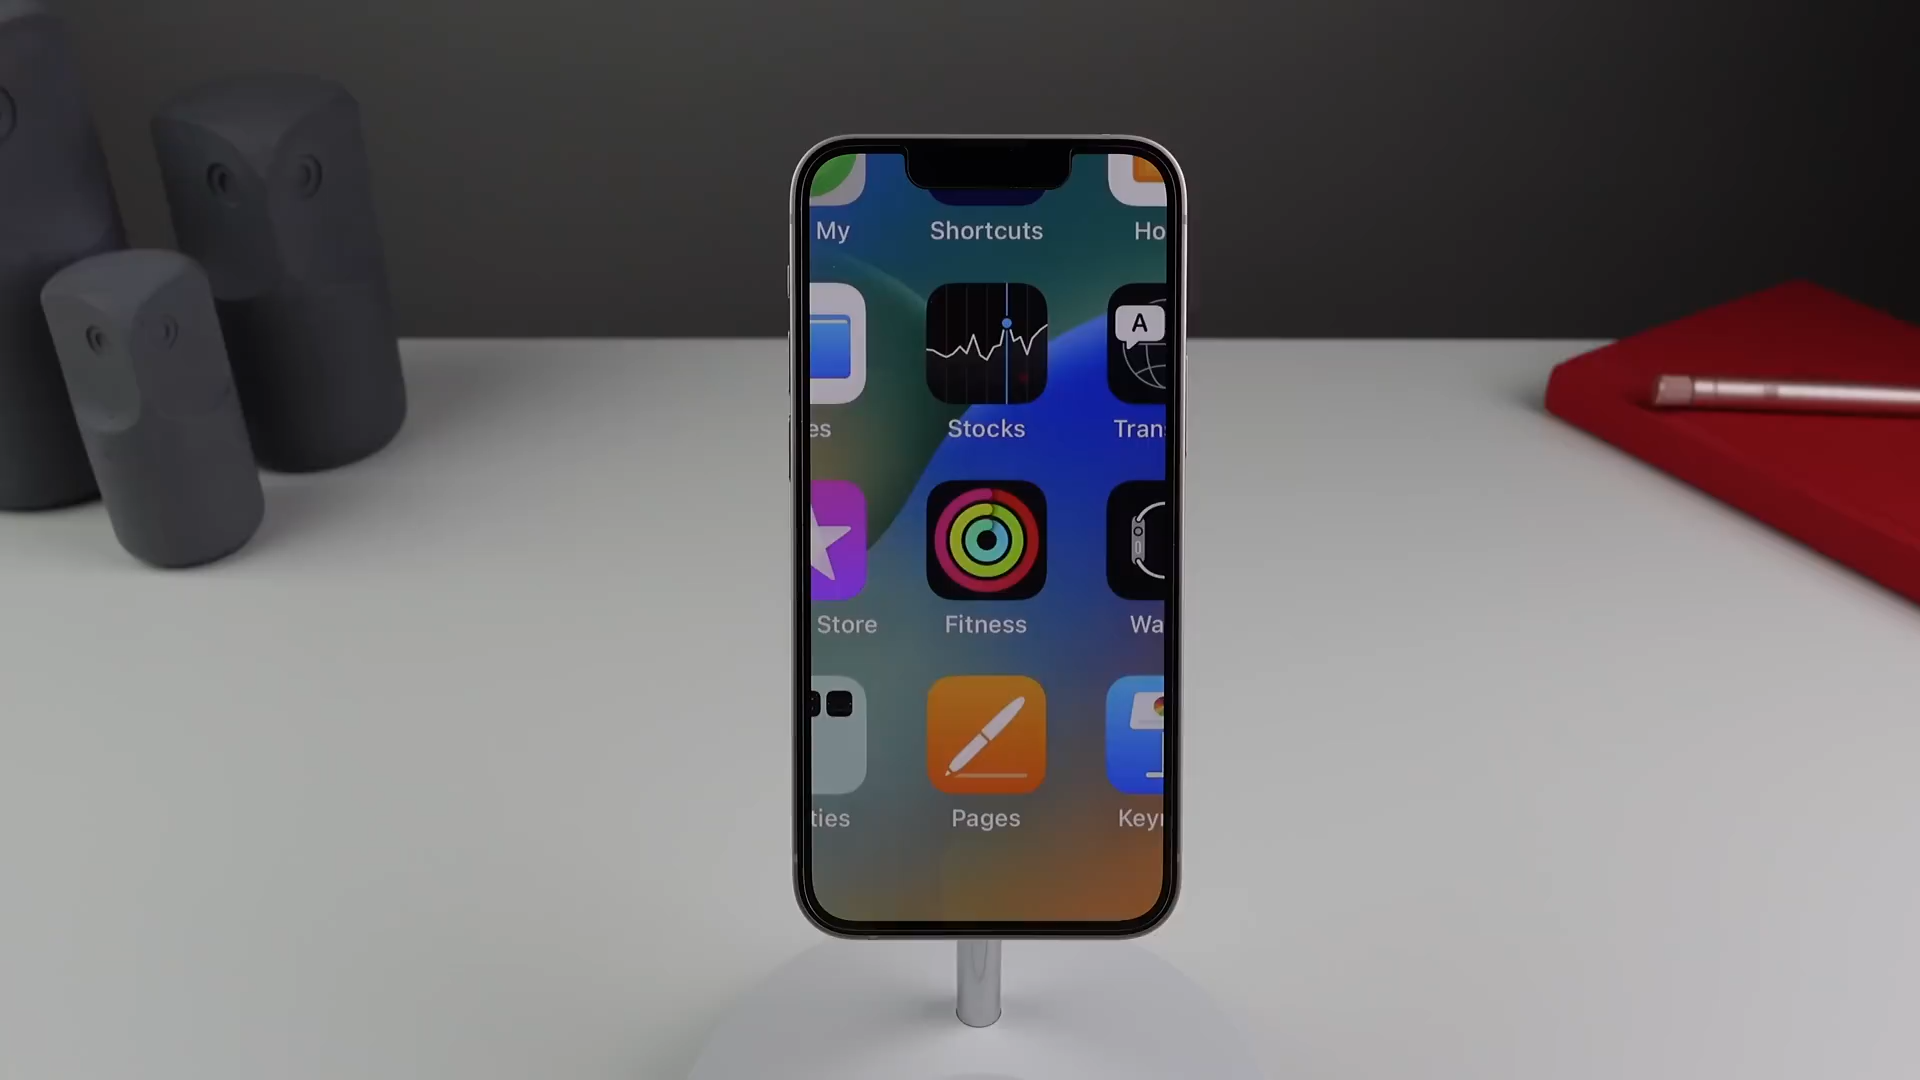 My Shortcuts Ho
es Stocks Tran
A
Store Fitness Wa
ties Pages Key